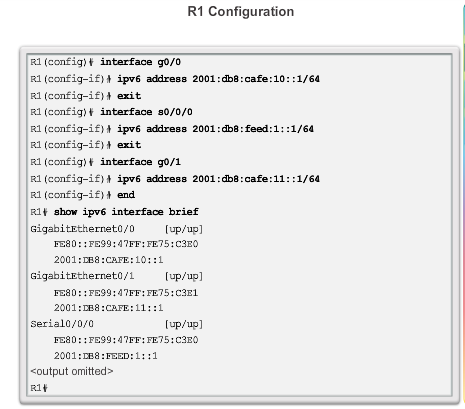 R1 Configuration
R1(config)# interface g0/0
R1(config-if)# ipv6 address 2001:db8:cafe:10::1/64
R1(config-if)# exit
R1(config)# interface s0/0/0
R1(config-if)# ipv6 address 2001:db8:feed:1::1/64
R1(config-if)# exit
R1(config)# interface g0/1
R1(config-if)# ipv6 address 2001:db8:cafe:11::1/64
R1(config-if)# end
R1# show ipv6 interface brief
GigabitEthernet0/0 [up/up]
FE80::FE99:47FF:FE75:C3E0
2001:DB8:CAFE:10::1
GigabitEthernet0/1 [up/up]
FE80::FE99:47FF:FE75:C3E1
2001:DB8:CAFE:11::1
Serial0/0/0 [up/up]
FE80::FE99:47FF:FE75:C3E0
2001:DB8:FEED:1::1
<output omitted>
R1#